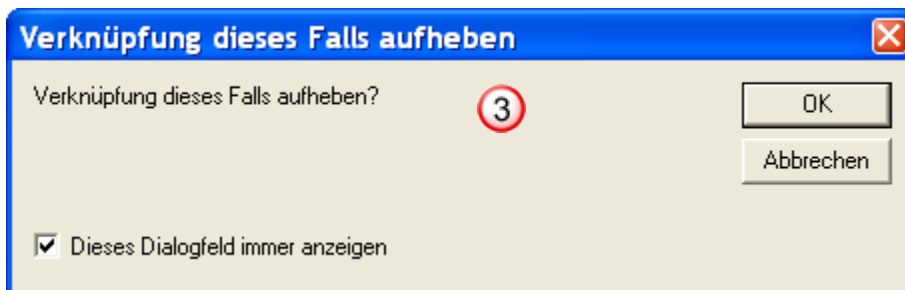 Verknüpfung dieses Falls aufheben
Verknüpfung dieses Falls aufheben?
3
OK
Abbrechen
Dieses Dialogfeld immer anzeigen